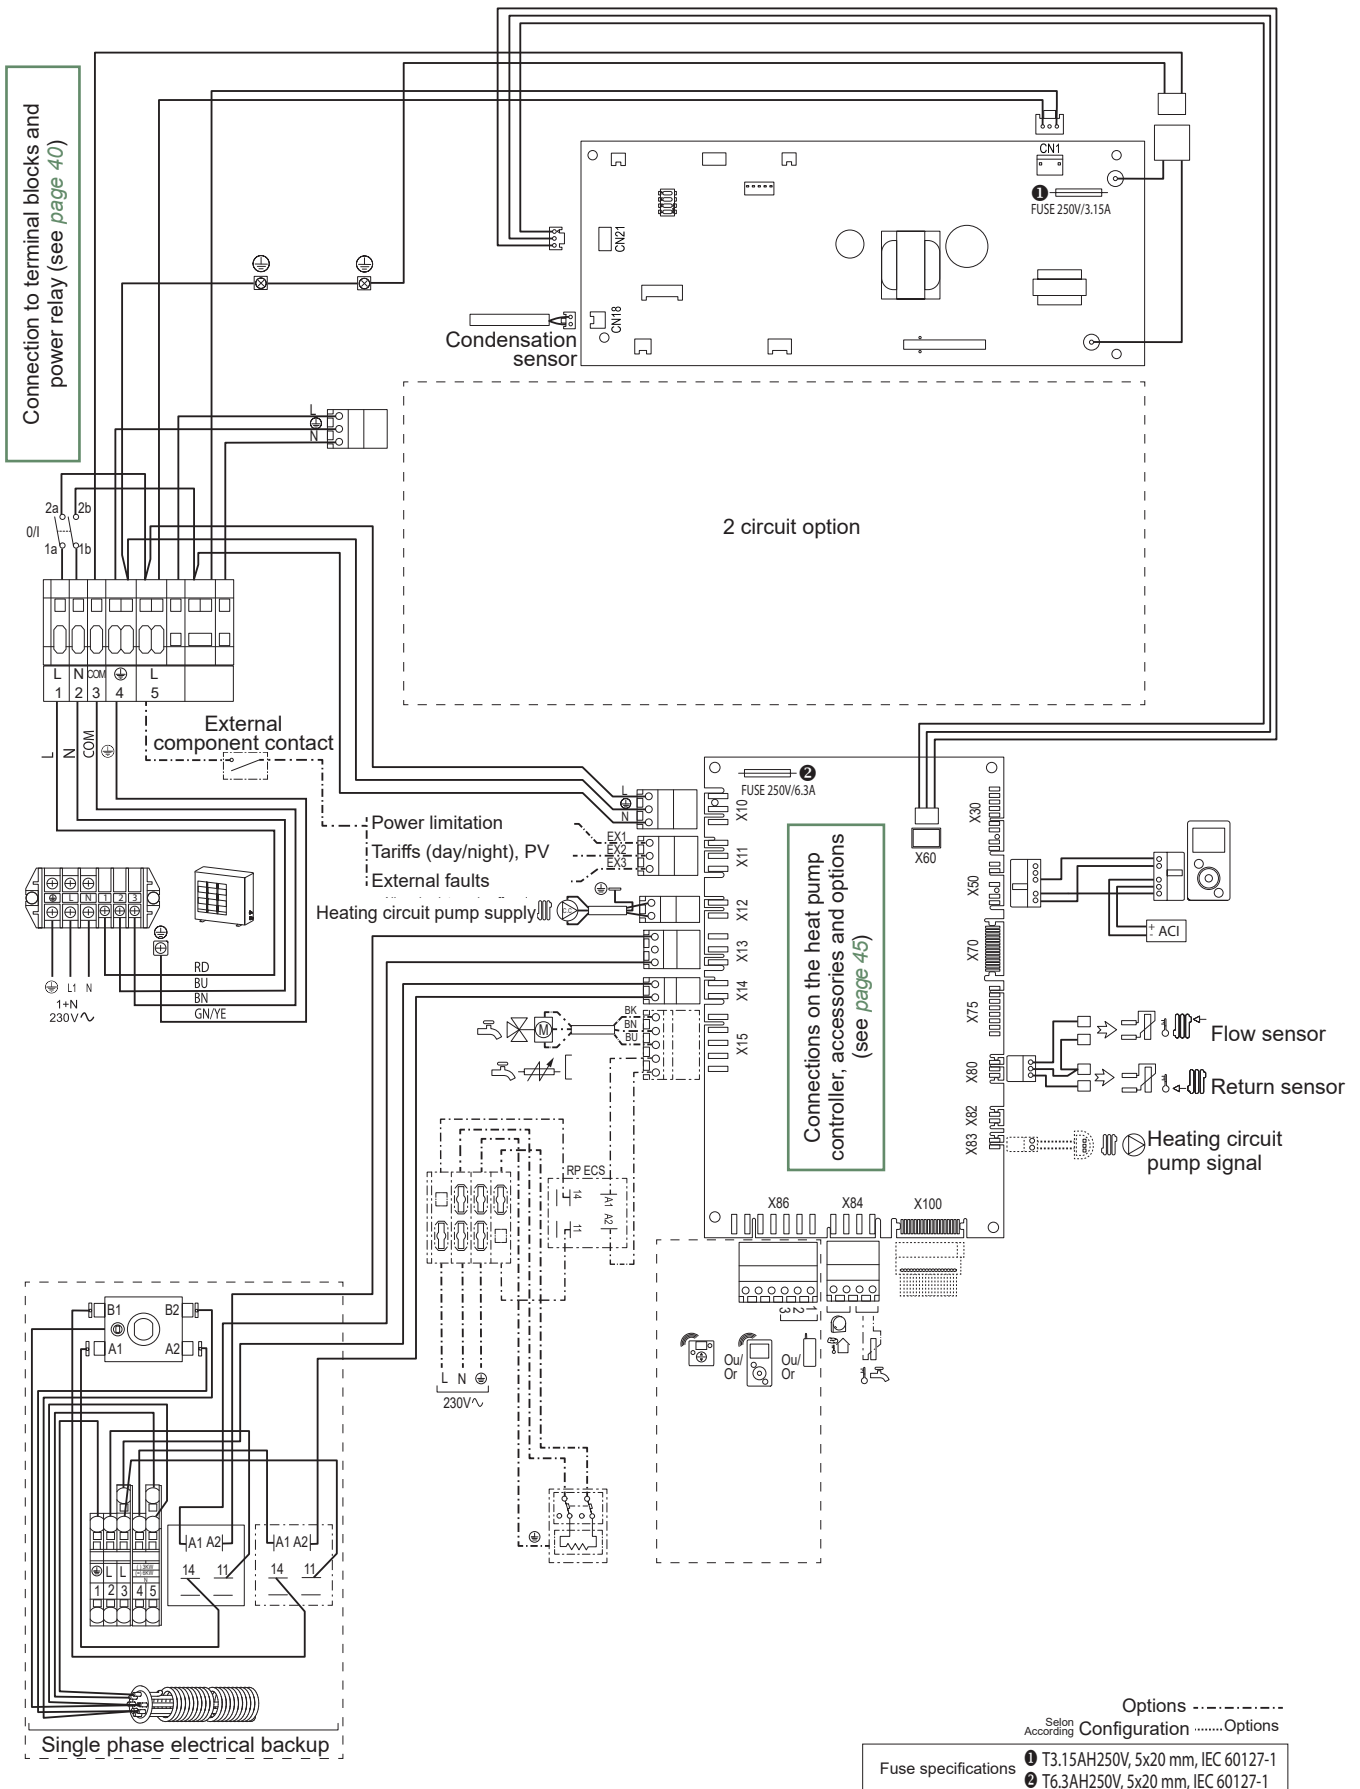 Connection to terminal blocks and
power relay (see page 40)
CN1
❶
FUSE 250V/3.15A
CN21
CN18
Condensation
sensor
L
N
2 circuit option
2a
2b
0/I
1a
1b
L N COM L
1 2 3 4 5
External
component contact
L
N
COM
❷
FUSE 250V/6.3A
L
N
X10
X30
X60
Power limitation
Tariffs (day/night), PV
External faults
EX1
EX2
EX3
X11
X50
ACI
+
-
Heating circuit pump supply
X12
X13
X14
X15
X70
X75
X80
X82
X83
Connections on the heat pump
controller, accessories and options
(see page 45)
L N 1 2 3
L1 N
1+N
230V
RD
BU
BN
GN/YE
M
BK
BN
BU
Flow sensor
Return sensor
Heating circuit
pump signal
RP ECS
14
11
A1
A2
X86
X84
X100
3 2 1
Ou/
Or
Ou/
Or
L N
230V
B1
B2
A1
A2
A1 A2
14 11
A1 A2
14 11
L L
N
1 2 3 4 5
Single phase electrical backup
Options
Selon
According Configuration Options
Fuse specifications
❶ T3.15AH250V, 5x20 mm, IEC 60127-1
❷ T6.3AH250V, 5x20 mm, IEC 60127-1